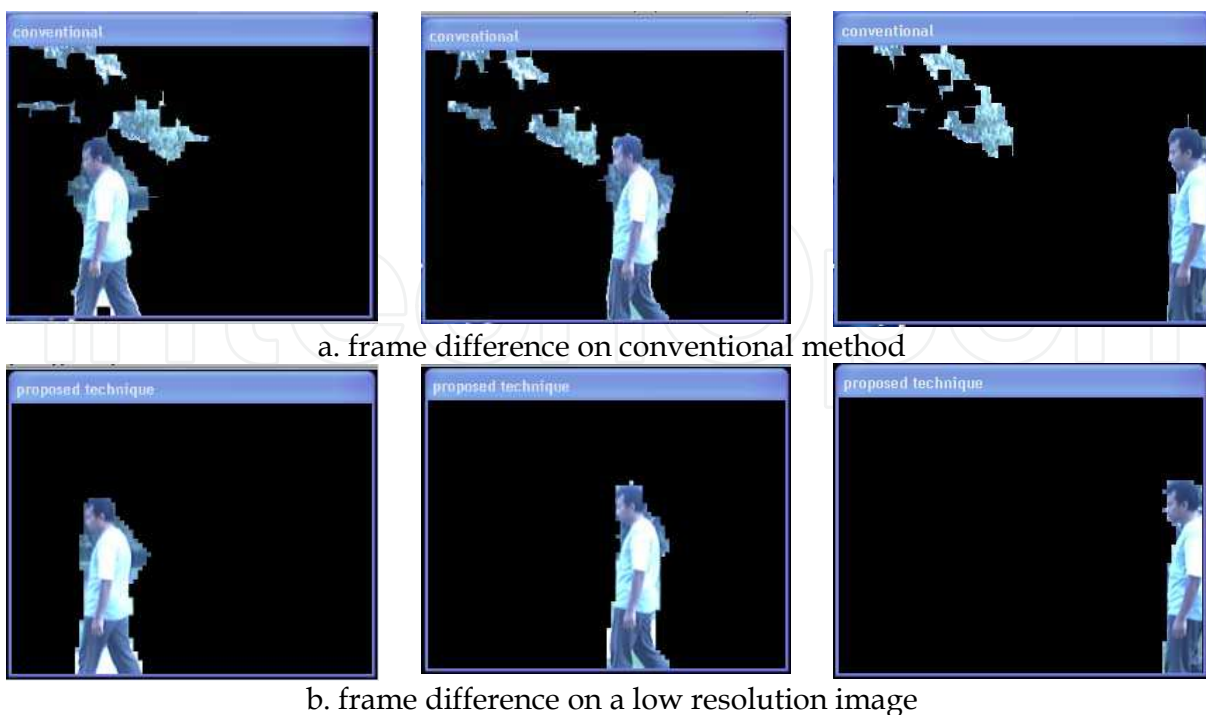 conventional
conventional
conventional
a. frame difference on conventional method
proposed technique
proposed technique
proposed technique
b. frame difference on a low resolution image